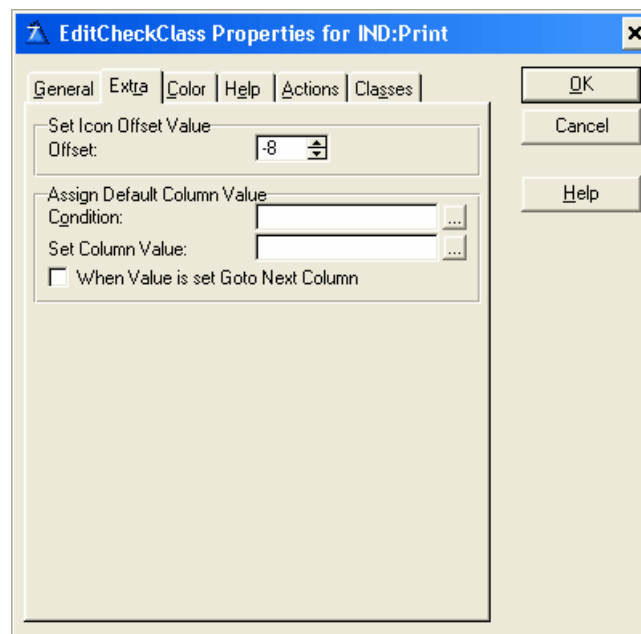 EditCheckClass Properties for IND:Print
General Extra Color Help Actions Classes
OK
Set Icon Offset Value
Offset: -8
Cancel
Assign Default Column Value
Help
Condition: ...
Set Column Value: ...
When Value is set Goto Next Column